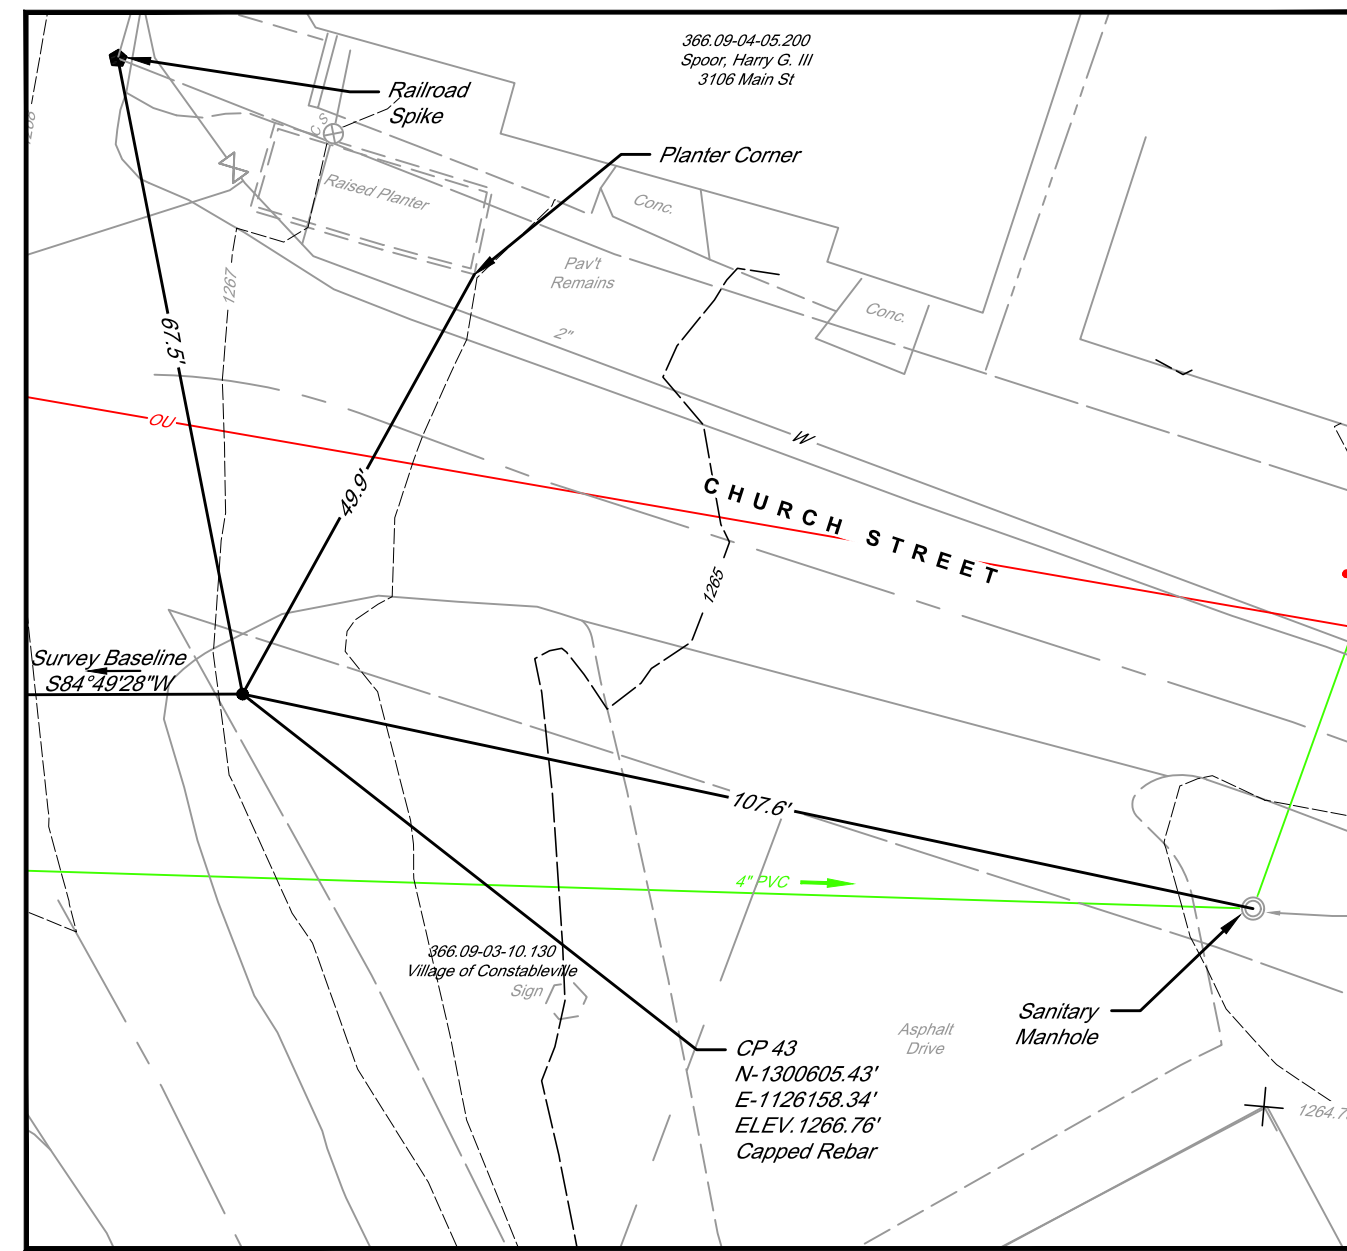 366.09-04-05.200
Spoor, Harry G. III
3106 Main St
Railroad
Spike
C S
Planter Corner
Raised Planter
Conc.
Pav't
Remains
1267
2"
Conc.
67.5'
OU
W
49.9'
CHURCH STREET
1265
Survey Baseline
S84°49'28"W
107.6'
4" PVC
366.09-03-10.130
Village of Constableville
Sign
Sanitary
Manhole
Asphalt
Drive
CP 43
N-1300605.43'
E-1126158.34'
ELEV.1266.76'
Capped Rebar
1264.7